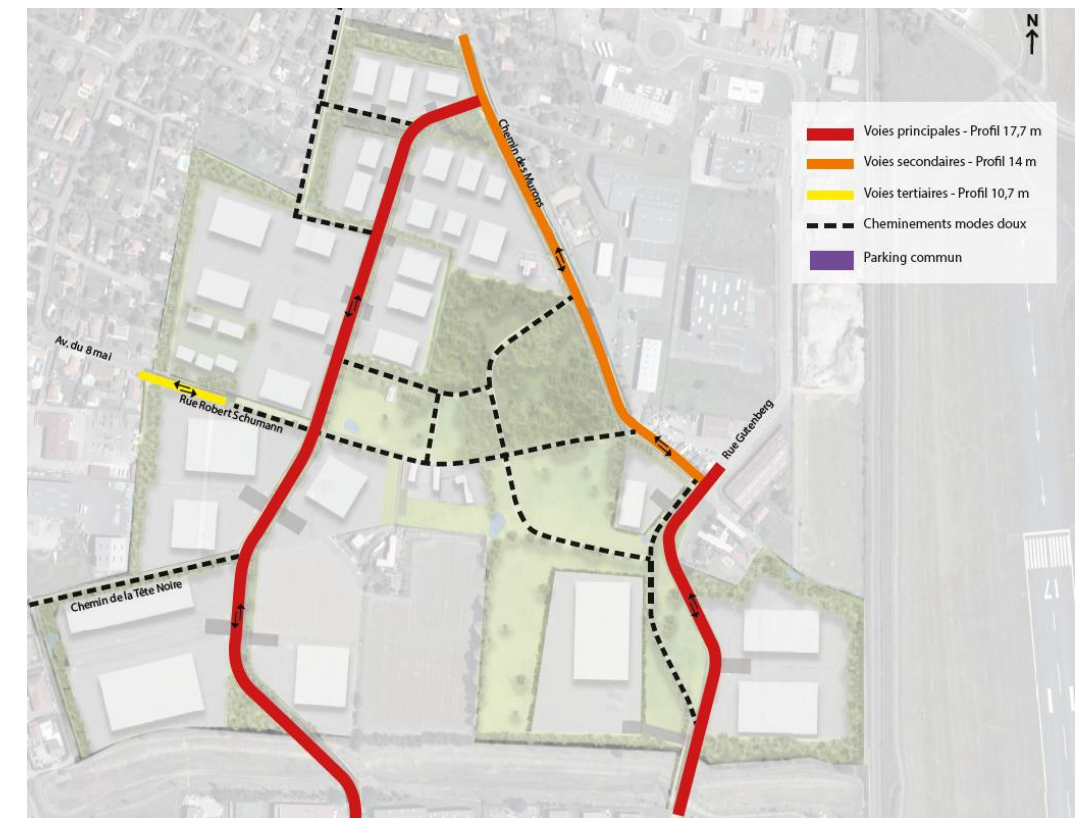 N
Voies principales - Profil 17,7 m
Voies secondaires - Profil 14 m
Voies tertiaires - Profil 10,7 m
Cheminements modes doux
Parking commun
Chemin des Murons
Av. du 8 mai
Rue Robert Schumann
Rue Gutenberg
Chemin de la Tête Noire
17